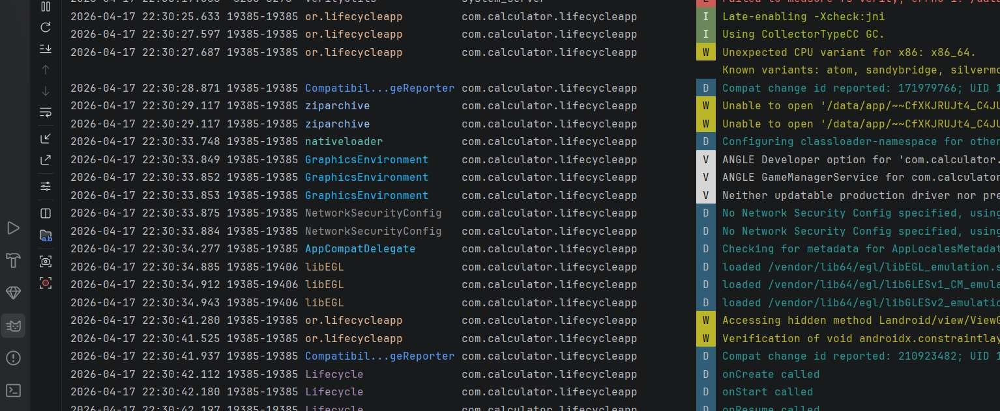 2026-04-17 22:30:25.633 19385-19385 or.lifecycleapp com.calculator.lifecycleapp I Late-enabling -Xcheck:jni
2026-04-17 22:30:27.597 19385-19385 or.lifecycleapp com.calculator.lifecycleapp I Using CollectorTypeCC GC.
2026-04-17 22:30:27.687 19385-19385 or.lifecycleapp com.calculator.lifecycleapp W Unexpected CPU variant for x86: x86_64.
Known variants: atom, sandybridge, silvermo
2026-04-17 22:30:28.871 19385-19385 Compatibil...geReporter com.calculator.lifecycleapp D Compat change id reported: 171979766; UID 1
2026-04-17 22:30:29.117 19385-19385 ziparchive com.calculator.lifecycleapp W Unable to open '/data/app/~~CfXKJRUJt4_C4JU
2026-04-17 22:30:29.117 19385-19385 ziparchive com.calculator.lifecycleapp W Unable to open '/data/app/~~CfXKJRUJt4_C4JU
2026-04-17 22:30:33.748 19385-19385 nativeloader com.calculator.lifecycleapp D Configuring classloader-namespace for other
2026-04-17 22:30:33.849 19385-19385 GraphicsEnvironment com.calculator.lifecycleapp V ANGLE Developer option for 'com.calculator.
2026-04-17 22:30:33.852 19385-19385 GraphicsEnvironment com.calculator.lifecycleapp V ANGLE GameManagerService for com.calculator
2026-04-17 22:30:33.853 19385-19385 GraphicsEnvironment com.calculator.lifecycleapp V Neither updatable production driver nor pre
2026-04-17 22:30:33.875 19385-19385 NetworkSecurityConfig com.calculator.lifecycleapp D No Network Security Config specified, using
2026-04-17 22:30:33.884 19385-19385 NetworkSecurityConfig com.calculator.lifecycleapp D No Network Security Config specified, using
2026-04-17 22:30:34.277 19385-19385 AppCompatDelegate com.calculator.lifecycleapp D Checking for metadata for AppLocalesMetadat
2026-04-17 22:30:34.885 19385-19406 libEGL com.calculator.lifecycleapp D loaded /vendor/lib64/egl/libEGL_emulation.s
2026-04-17 22:30:34.912 19385-19406 libEGL com.calculator.lifecycleapp D loaded /vendor/lib64/egl/libGLESv1_CM_emula
2026-04-17 22:30:34.943 19385-19406 libEGL com.calculator.lifecycleapp D loaded /vendor/lib64/egl/libGLESv2_emulatio
2026-04-17 22:30:41.280 19385-19385 or.lifecycleapp com.calculator.lifecycleapp W Accessing hidden method Landroid/view/ViewG
2026-04-17 22:30:41.525 19385-19385 or.lifecycleapp com.calculator.lifecycleapp W Verification of void androidx.constraintlay
2026-04-17 22:30:41.937 19385-19385 Compatibil...geReporter com.calculator.lifecycleapp D Compat change id reported: 210923482; UID 1
2026-04-17 22:30:42.112 19385-19385 Lifecycle com.calculator.lifecycleapp D onCreate called
2026-04-17 22:30:42.180 19385-19385 Lifecycle com.calculator.lifecycleapp D onStart called
2026-04-17 22:30:42.197 19385-19385 Lifecycle com.calculator.lifecycleapp D onResume called
a.b